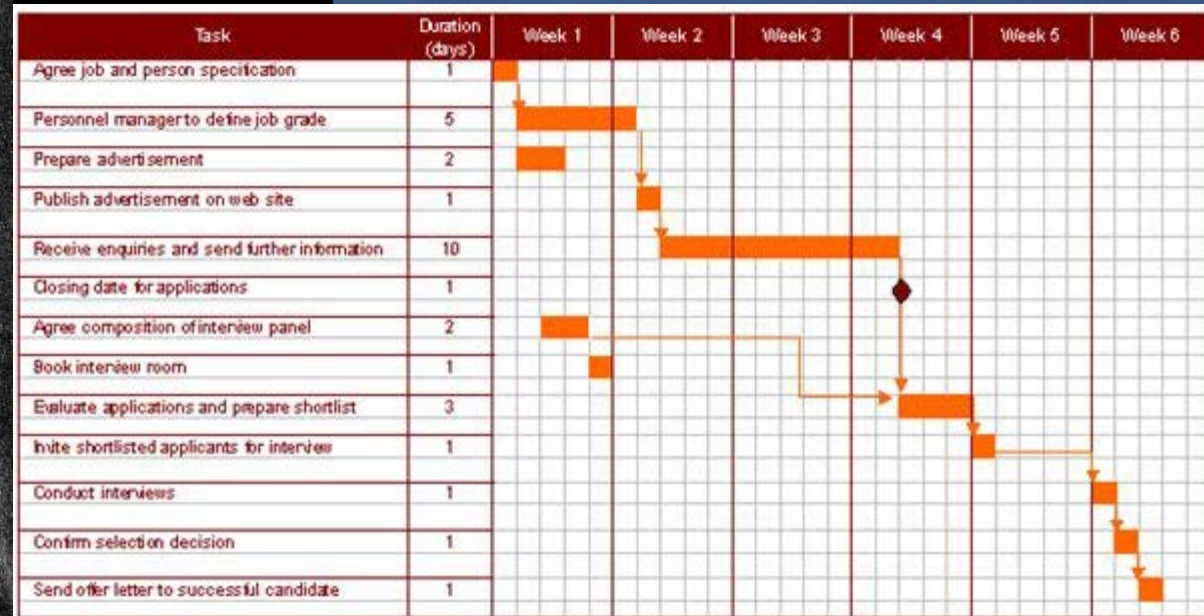 Task Duration (days) Week 1 Week 2 Week 3 Week 4 Week 5 Week 6
Agree job and person specification 1
Personnel manager to define job grade 5
Prepare advertisement 2
Publish advertisement on web site 1
Receive enquiries and send further information 10
Closing date for applications 1
Agree composition of interview panel 2
Book interview room 1
Evaluate applications and prepare shortlist 3
Invite shortlisted applicants for interview 1
Conduct interviews 1
Confirm selection decision 1
Send offer letter to successful candidate 1